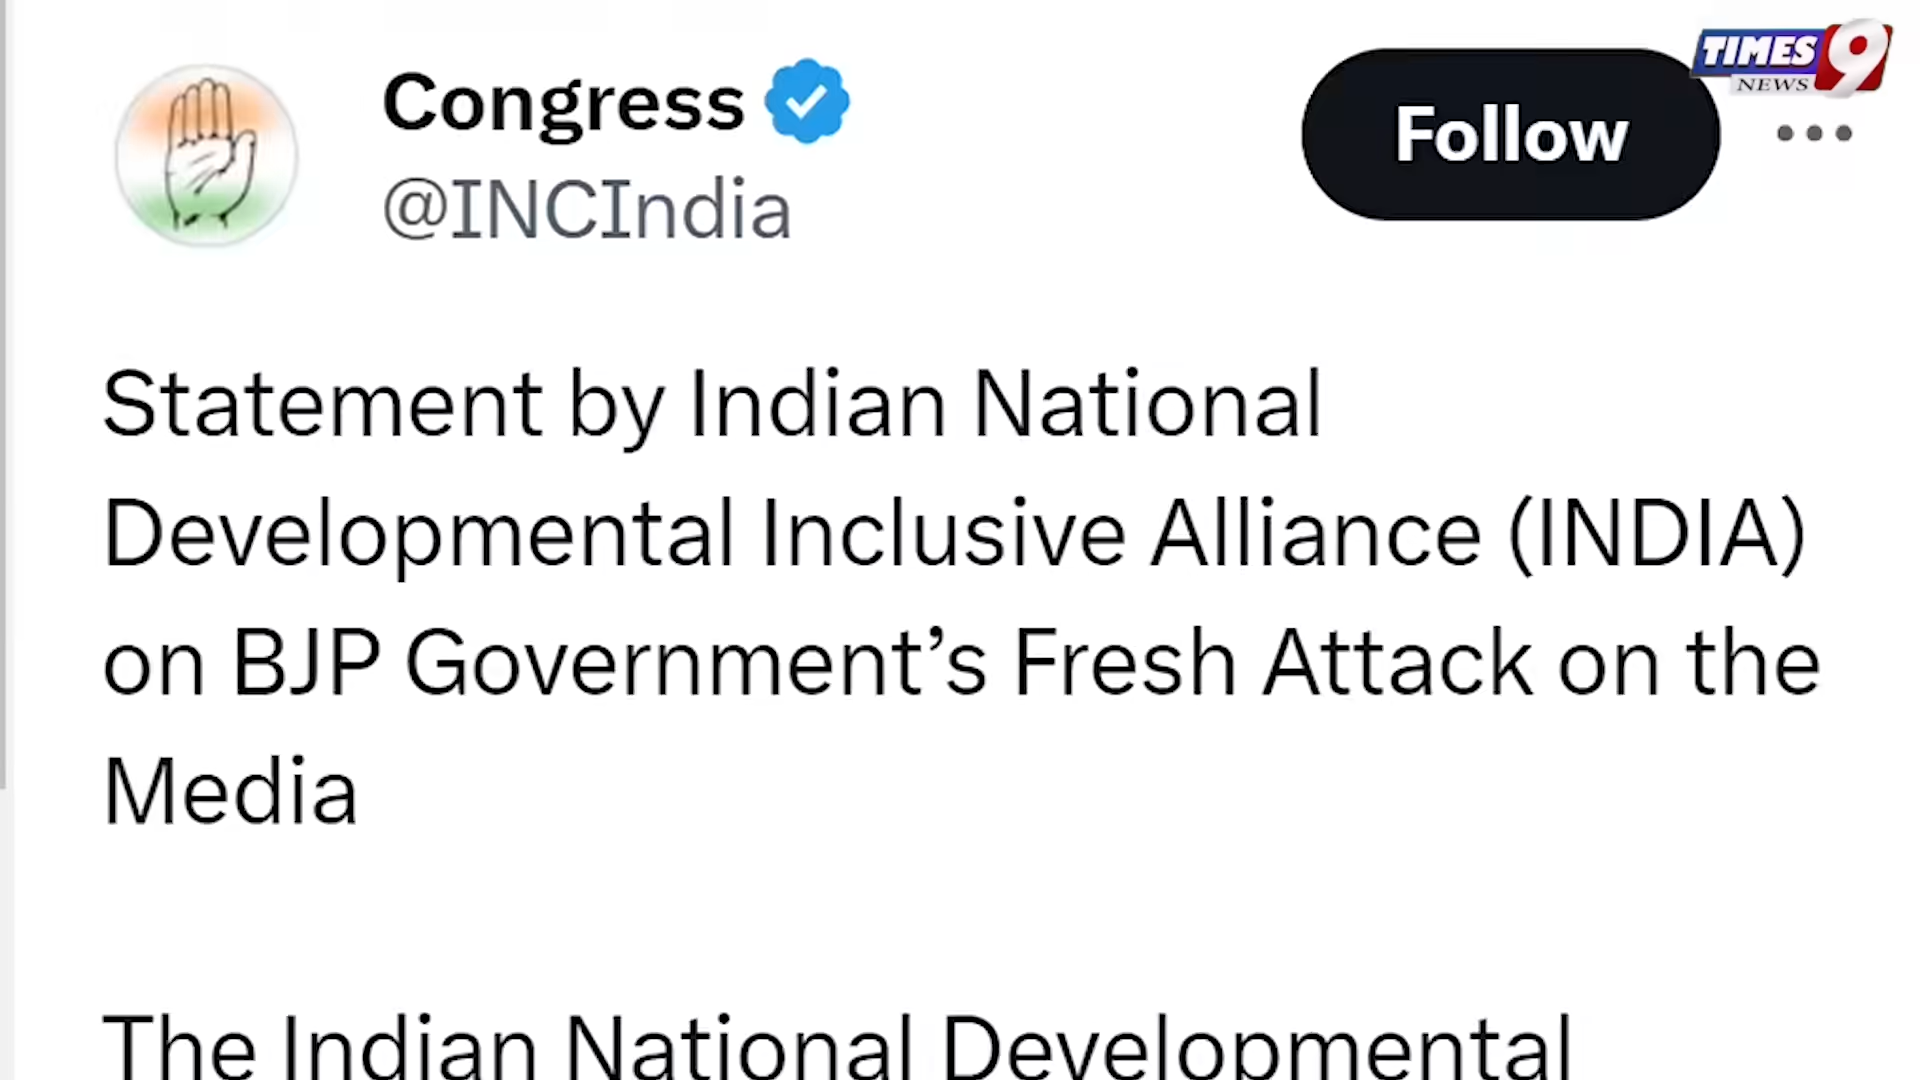 TIMES 9
NEWS
Congress
@INCIndia
Follow
Statement by Indian National
Developmental Inclusive Alliance (INDIA)
on BJP Government’s Fresh Attack on the
Media
The Indian National Developmental